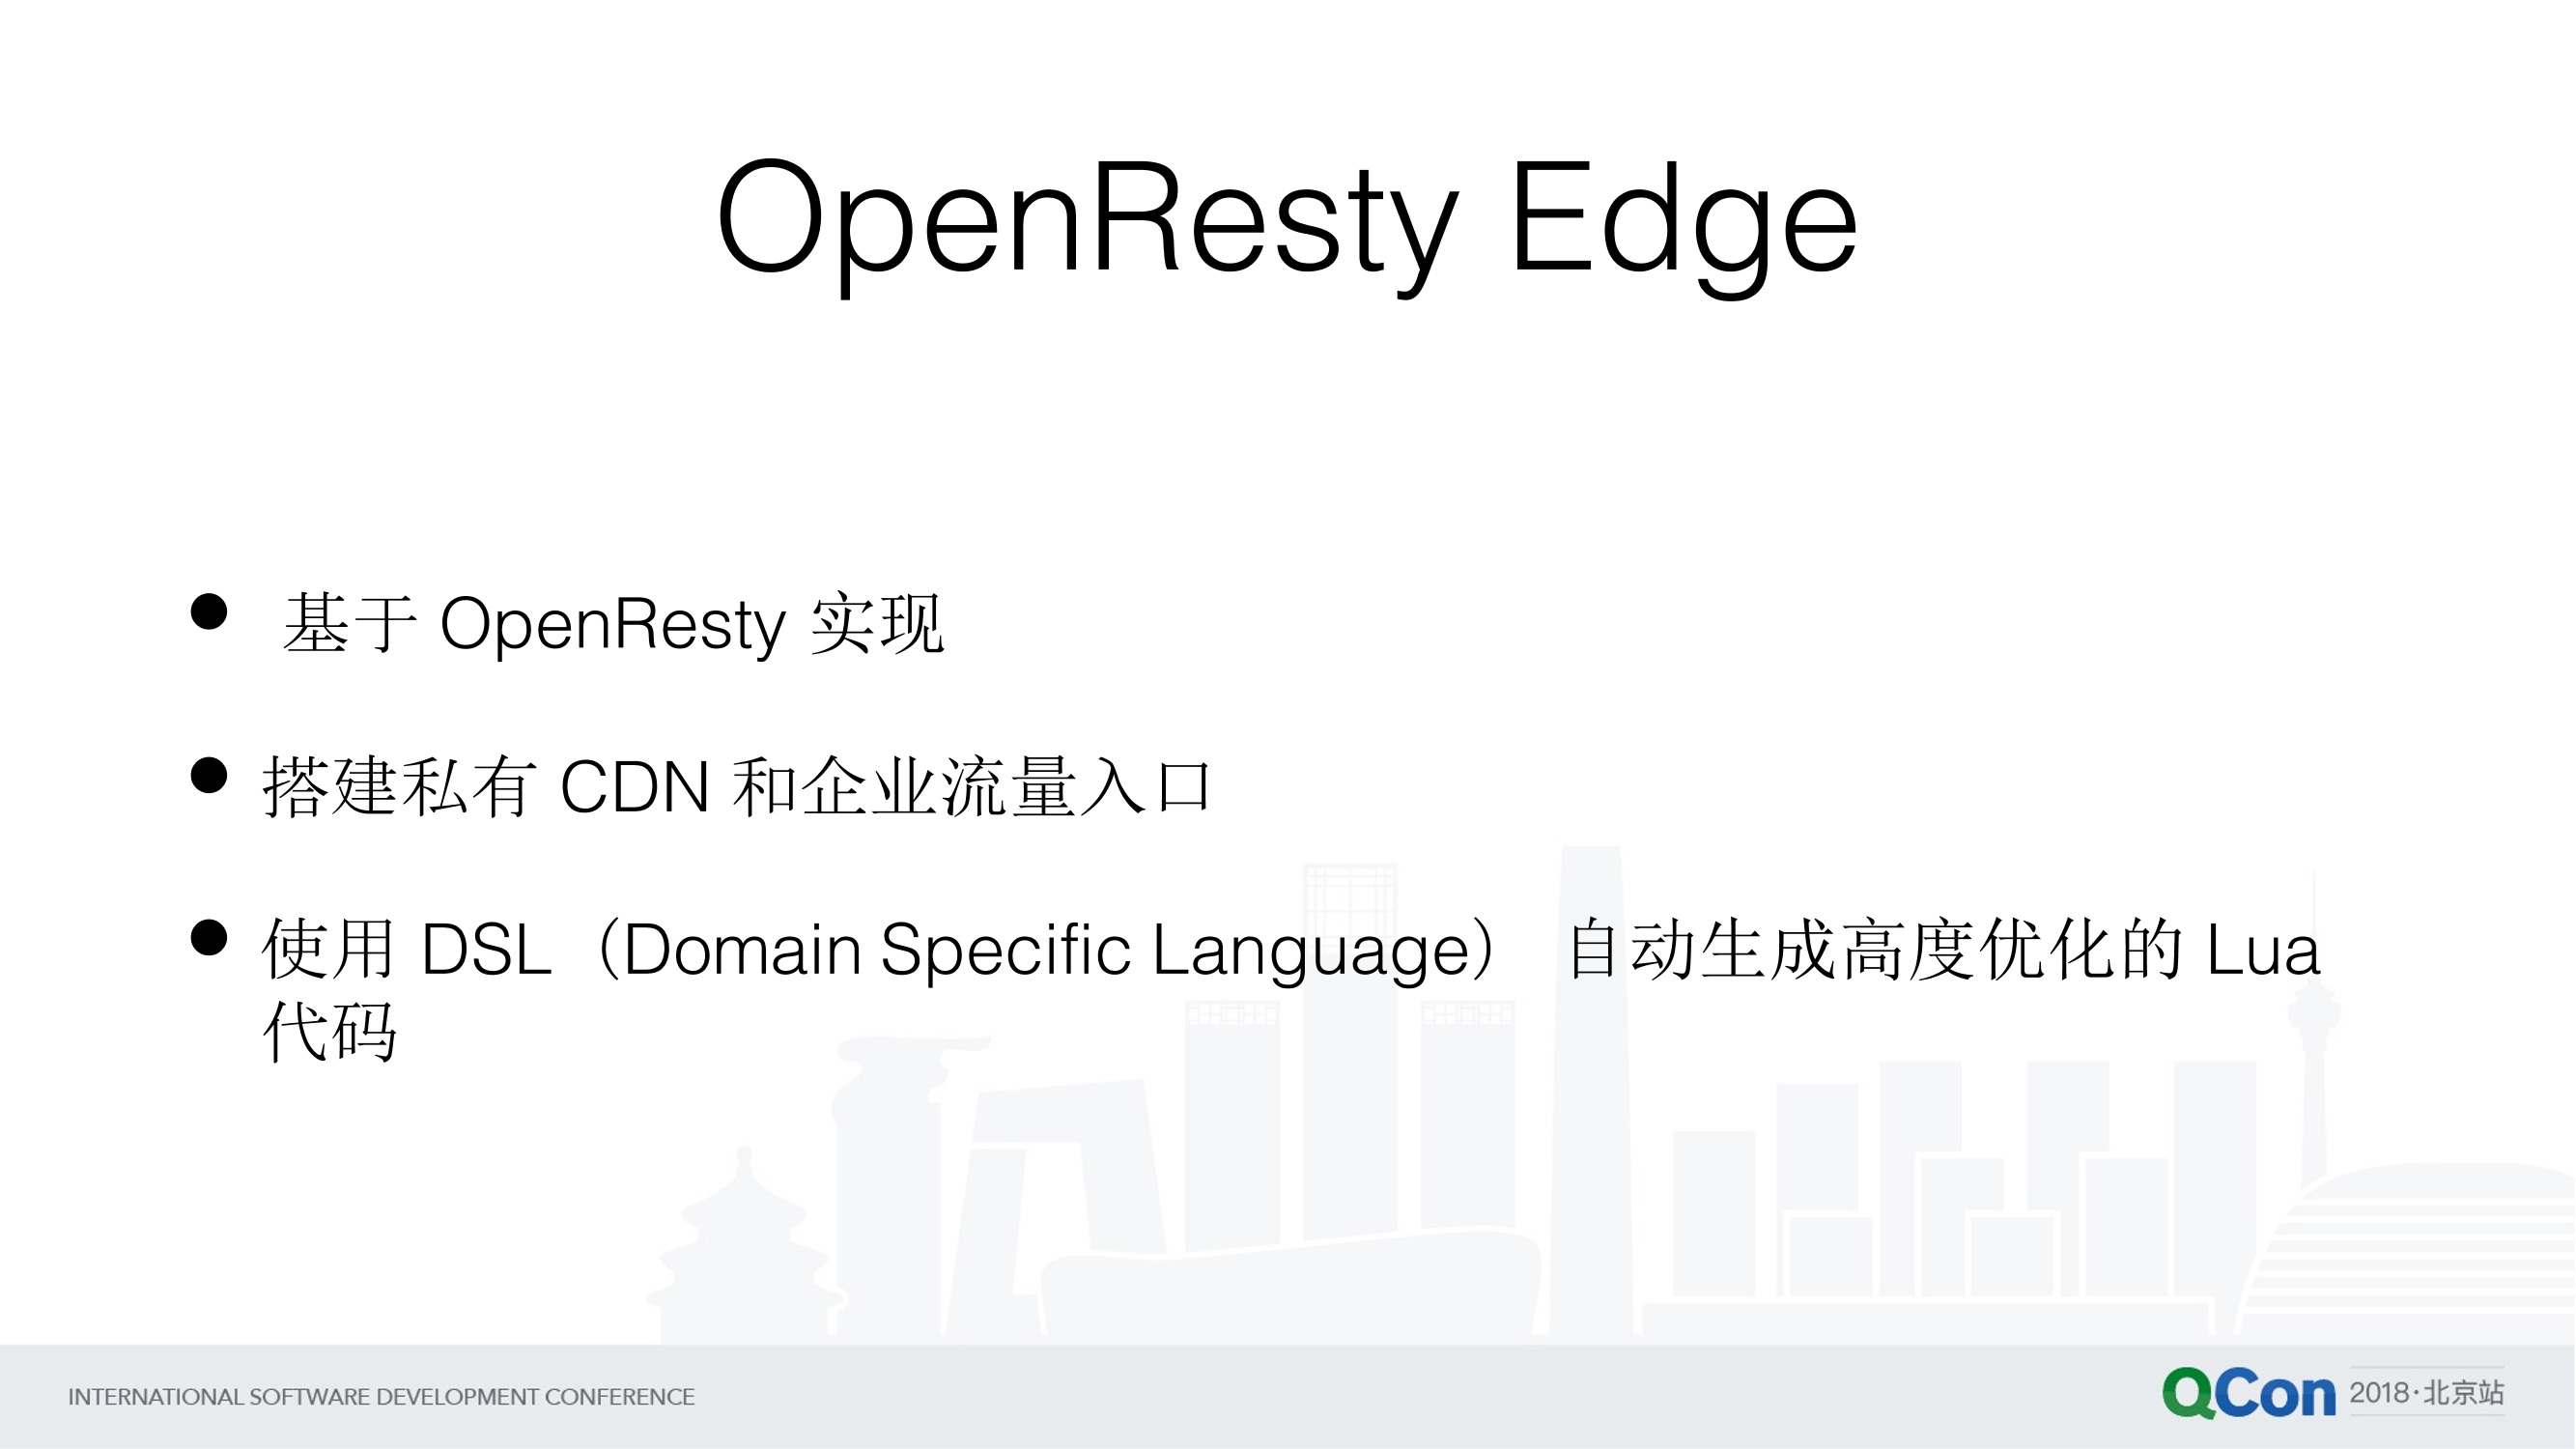 OpenResty Edge
● 基于 OpenResty 实现
● 搭建私有 CDN 和企业流量入口
● 使用 DSL（Domain Specific Language） 自动生成高度优化的 Lua
代码
INTERNATIONAL SOFTWARE DEVELOPMENT CONFERENCE
QCon 2018·北京站